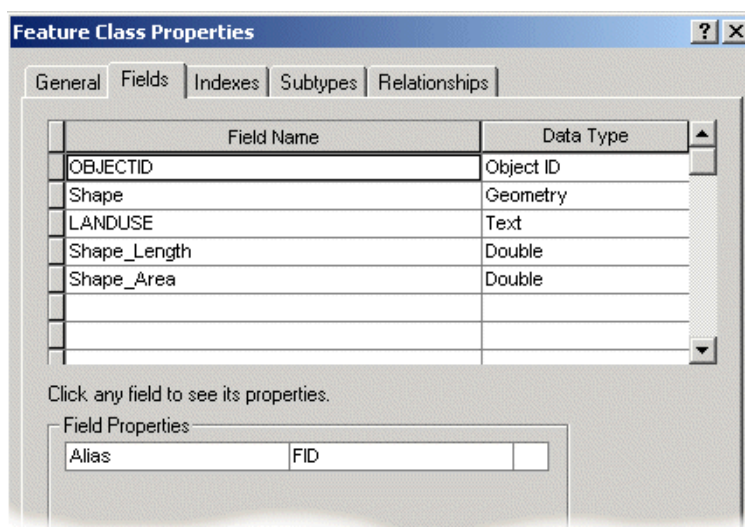 Feature Class Properties
General Fields Indexes Subtypes Relationships
Field Name Data Type
OBJECTID Object ID
Shape Geometry
LANDUSE Text
Shape_Length Double
Shape_Area Double
Click any field to see its properties.
Field Properties
Alias FID